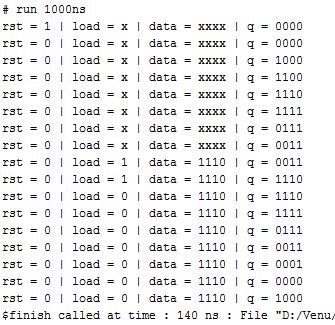 # run 1000ns
rst = 1 | load = x | data = xxxx | q = 0000
rst = 0 | load = x | data = xxxx | q = 0000
rst = 0 | load = x | data = xxxx | q = 1000
rst = 0 | load = x | data = xxxx | q = 1100
rst = 0 | load = x | data = xxxx | q = 1110
rst = 0 | load = x | data = xxxx | q = 1111
rst = 0 | load = x | data = xxxx | q = 0111
rst = 0 | load = x | data = xxxx | q = 0011
rst = 0 | load = 1 | data = 1110 | q = 0011
rst = 0 | load = 1 | data = 1110 | q = 1110
rst = 0 | load = 0 | data = 1110 | q = 1110
rst = 0 | load = 0 | data = 1110 | q = 1111
rst = 0 | load = 0 | data = 1110 | q = 0111
rst = 0 | load = 0 | data = 1110 | q = 0011
rst = 0 | load = 0 | data = 1110 | q = 0001
rst = 0 | load = 0 | data = 1110 | q = 0000
rst = 0 | load = 0 | data = 1110 | q = 1000
$finish called at time : 140 ns : File "D:/Venu/